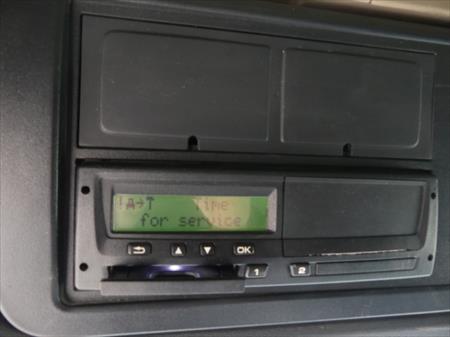 !A→T Time
for service
OK
1 2